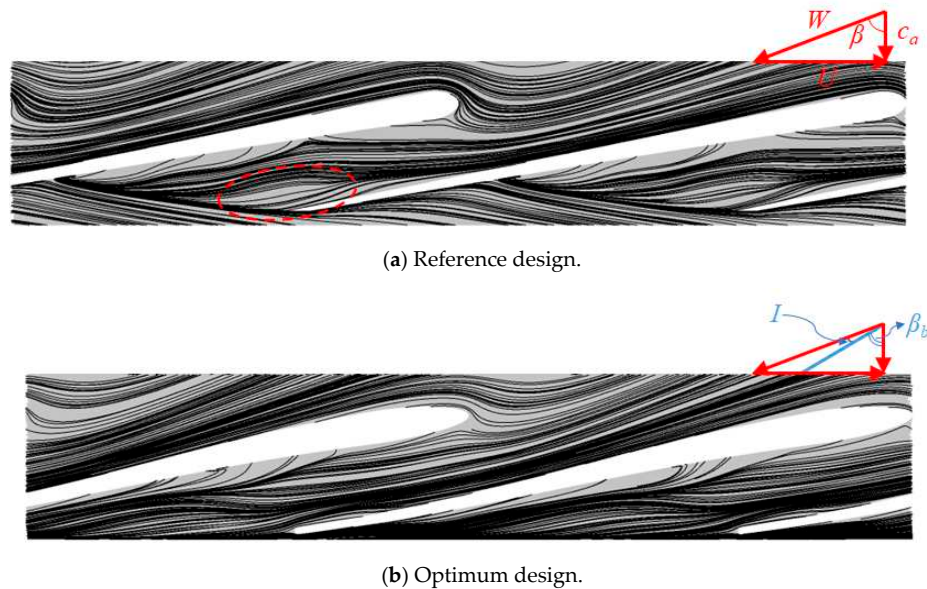 W β c_a
U
(a) Reference design.
I β_b
(b) Optimum design.